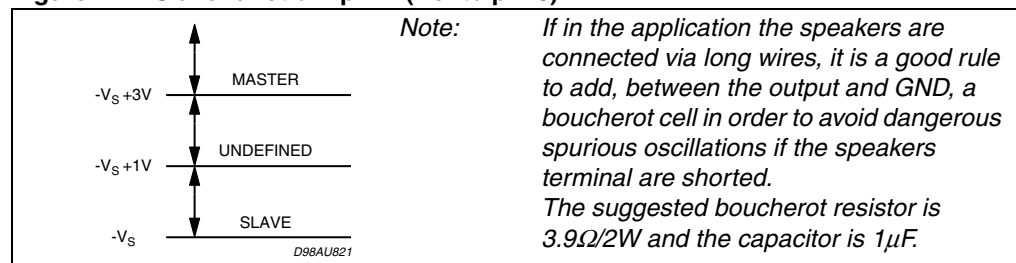 Note: If in the application the speakers are
connected via long wires, it is a good rule
to add, between the output and GND, a
boucherot cell in order to avoid dangerous
spurious oscillations if the speakers
terminal are shorted.
The suggested boucherot resistor is
3.9Ω/2W and the capacitor is 1μF.
MASTER
-VS +3V
UNDEFINED
-VS +1V
SLAVE
-VS
D98AU821